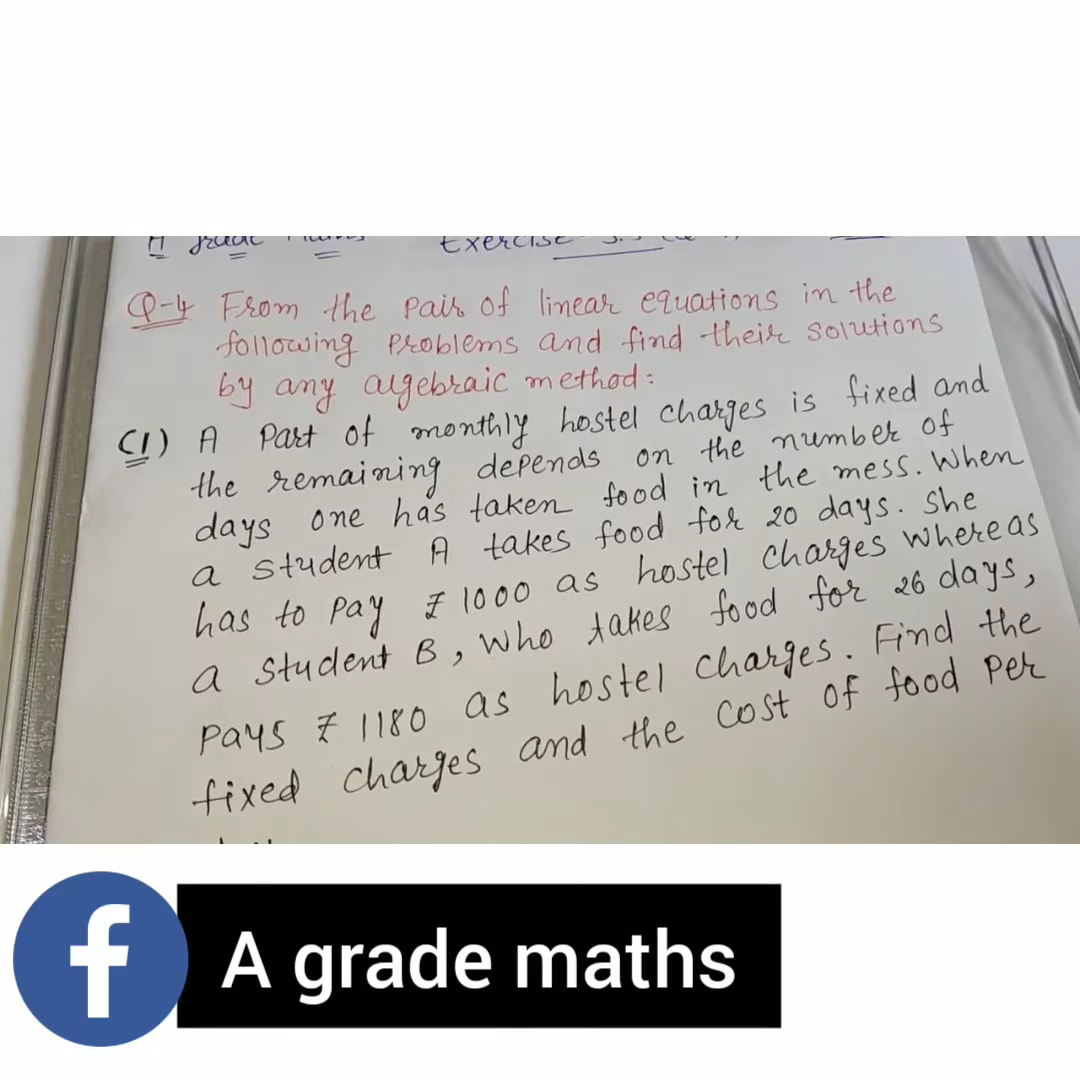 Exercise
Q-4 From the pair of linear equations in the
following problems and find their solutions
by any algebraic method:
(1) A Part of monthly hostel charges is fixed and
the remaining depends on the number of
days one has taken food in the mess. When
a student A takes food for 20 days. She
has to pay ₹ 1000 as hostel charges whereas
a student B, who takes food for 26 days,
pays ₹ 1180 as hostel charges. Find the
fixed charges and the cost of food per
f A grade maths